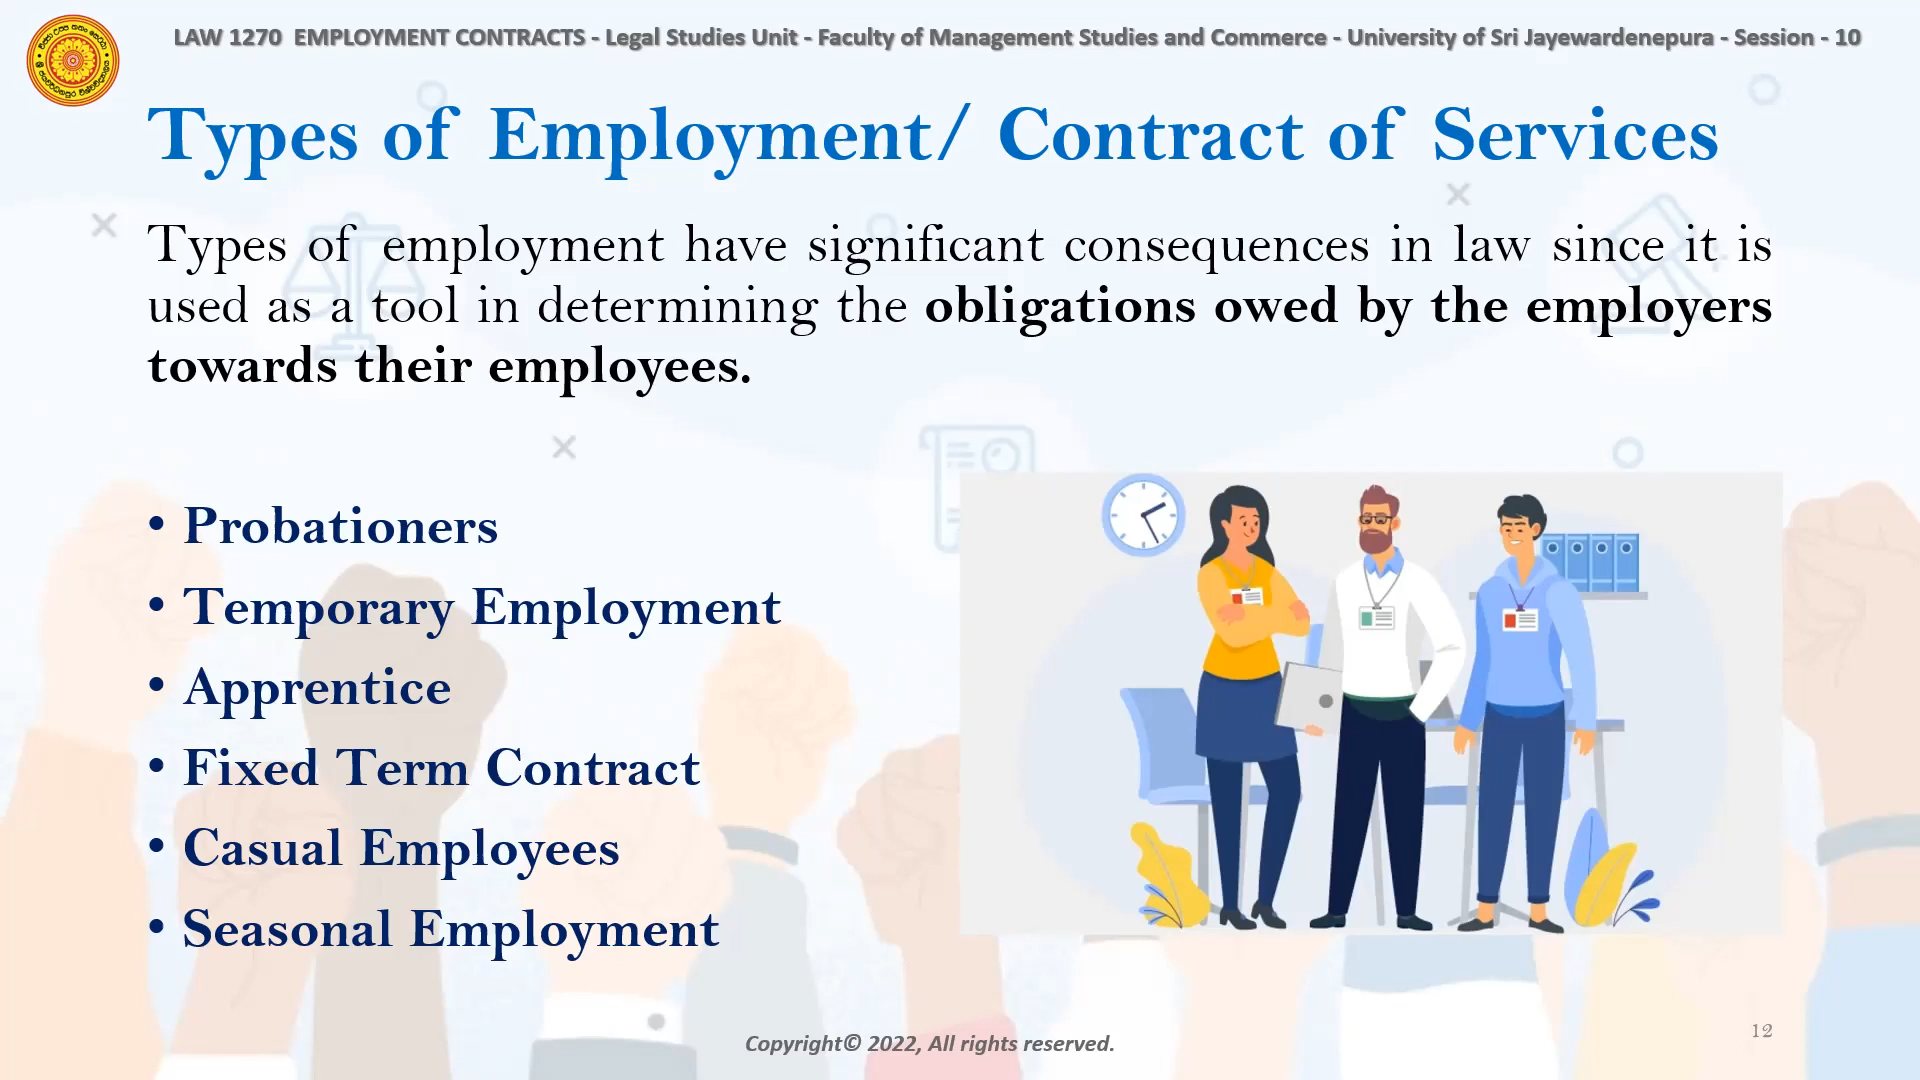 LAW 1270 EMPLOYMENT CONTRACTS - Legal Studies Unit - Faculty of Management Studies and Commerce - University of Sri Jayewardenepura - Session - 10
Types of Employment/ Contract of Services
Types of employment have significant consequences in law since it is
used as a tool in determining the obligations owed by the employers
towards their employees.
• Probationers
• Temporary Employment
• Apprentice
• Fixed Term Contract
• Casual Employees
• Seasonal Employment
Copyright© 2022, All rights reserved.
12